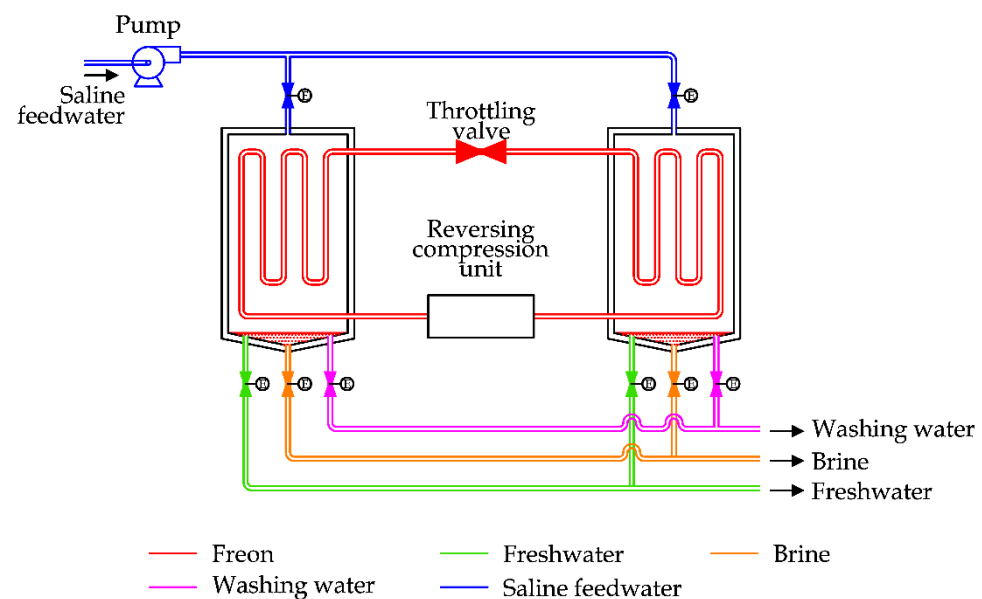 Pump
Saline
feedwater
E
E
Throttling
valve
Reversing
compression
unit
E
E
E
E
E
E
Washing water
Brine
Freshwater
Freon
Freshwater
Brine
Washing water
Saline feedwater